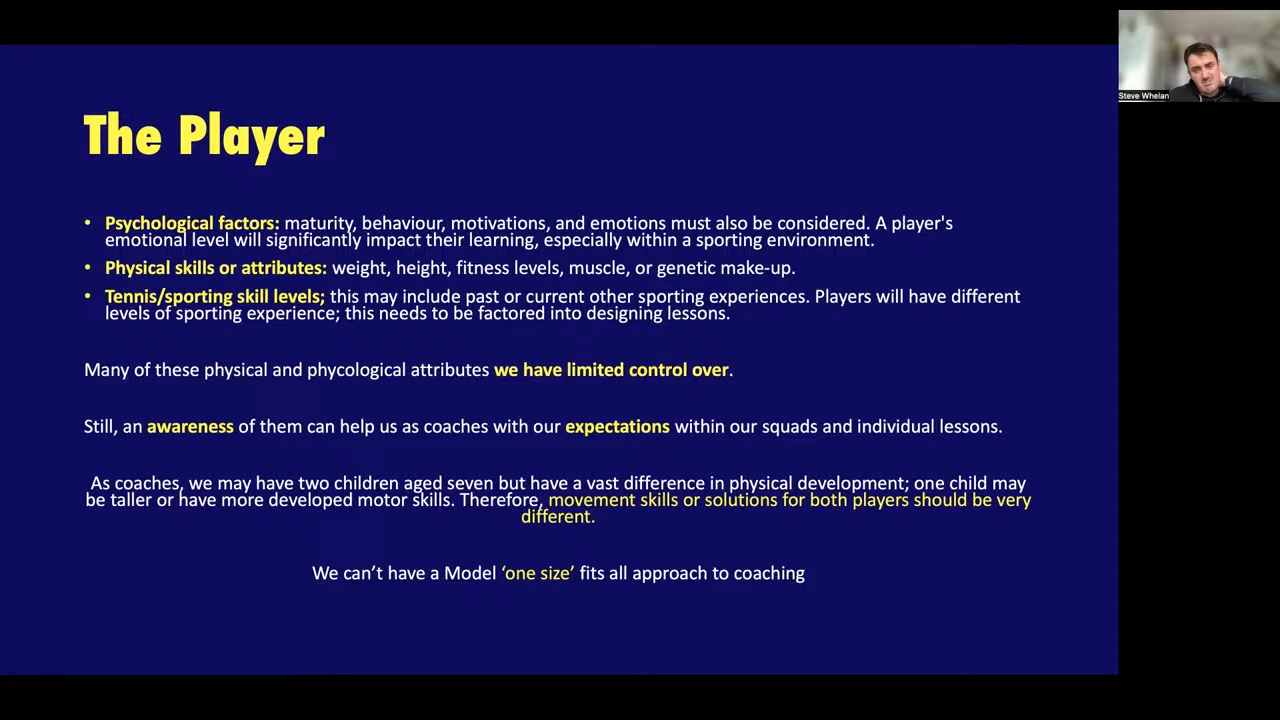 The Player
• Psychological factors: maturity, behaviour, motivations, and emotions must also be considered. A player's
emotional level will significantly impact their learning, especially within a sporting environment.
• Physical skills or attributes: weight, height, fitness levels, muscle, or genetic make-up.
• Tennis/sporting skill levels; this may include past or current other sporting experiences. Players will have different
levels of sporting experience; this needs to be factored into designing lessons.
Many of these physical and phycological attributes we have limited control over.
Still, an awareness of them can help us as coaches with our expectations within our squads and individual lessons.
As coaches, we may have two children aged seven but have a vast difference in physical development; one child may
be taller or have more developed motor skills. Therefore, movement skills or solutions for both players should be very
different.
We can’t have a Model ‘one size’ fits all approach to coaching
Steve Whelan